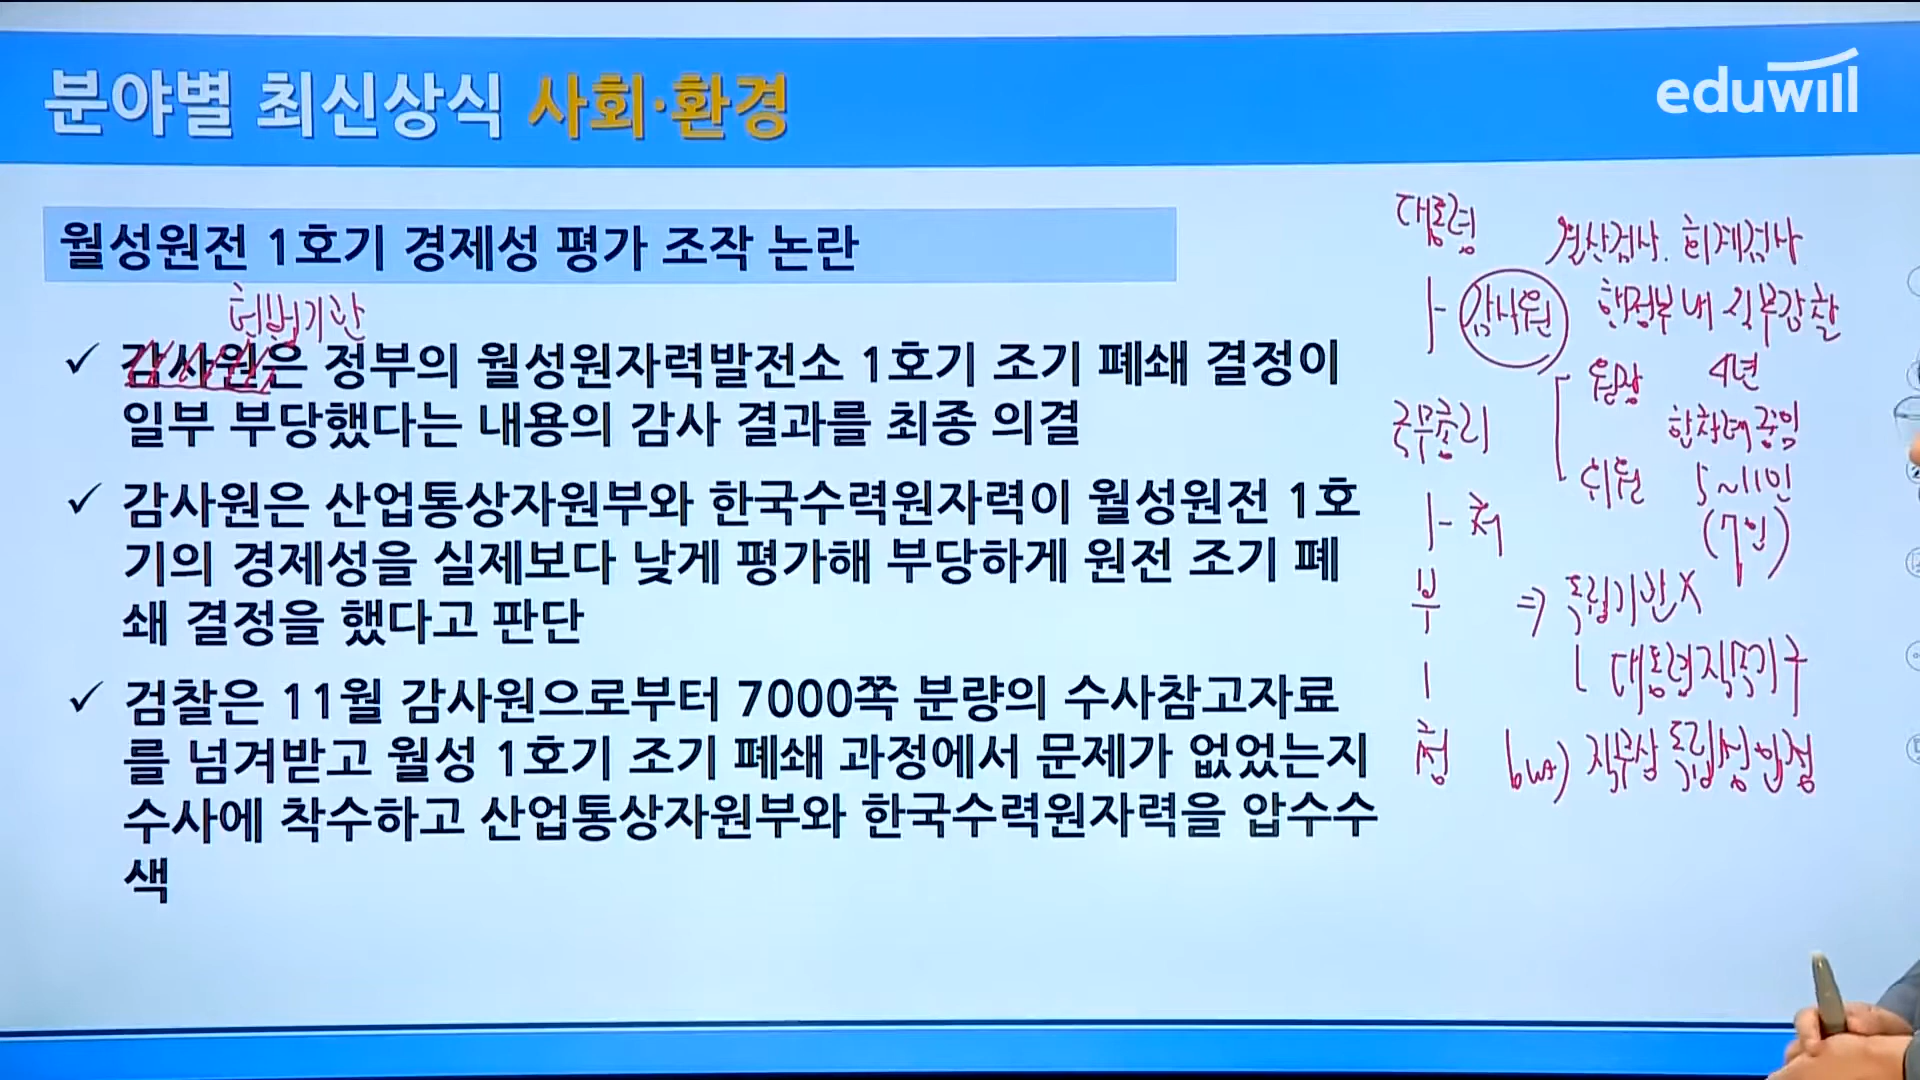 분야별 최신상식 사회·환경
eduwill
월성원전 1호기 경제성 평가 조작 논란
헌법기관
감사원은 정부의 월성원자력발전소 1호기 조기 폐쇄 결정이
일부 부당했다는 내용의 감사 결과를 최종 의결
감사원은 산업통상자원부와 한국수력원자력이 월성원전 1호
기의 경제성을 실제보다 낮게 평가해 부당하게 원전 조기 폐
쇄 결정을 했다고 판단
검찰은 11월 감사원으로부터 7000쪽 분량의 수사참고자료
를 넘겨받고 월성 1호기 조기 폐쇄 과정에서 문제가 없었는지
수사에 착수하고 산업통상자원부와 한국수력원자력을 압수수
색
대통령
결산검사. 회계검사
감사원
행정부 내 직무감찰
원장 4년
한차례 중임
국무총리
위원 5~11인
(7인)
처
부
⇒ 독립기관 X
대통령직속기구
청
but) 직무상 독립성 인정